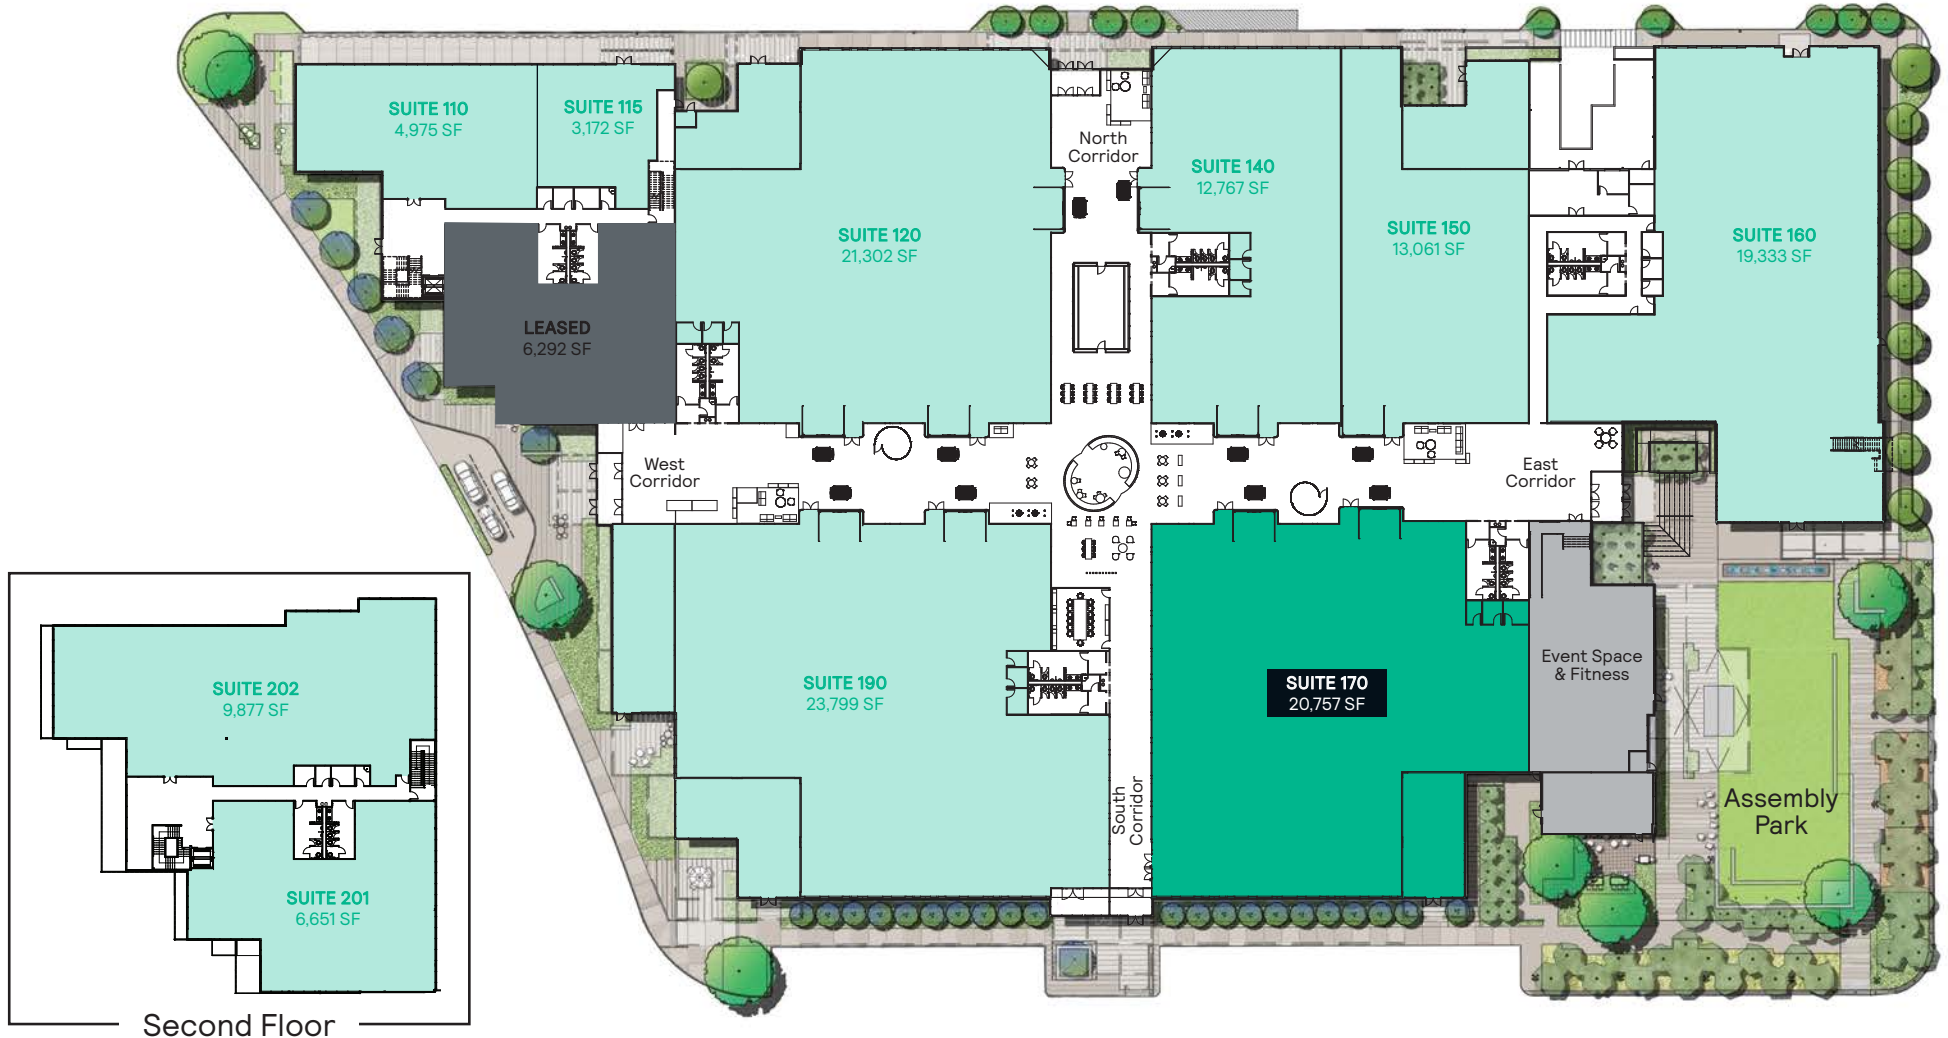 SUITE 110
4,975 SF
SUITE 115
3,172 SF
North
Corridor
SUITE 140
12,767 SF
SUITE 120
21,302 SF
SUITE 150
13,061 SF
SUITE 160
19,333 SF
LEASED
6,292 SF
West
Corridor
East
Corridor
SUITE 190
23,799 SF
SUITE 170
20,757 SF
Event Space
& Fitness
South
Corridor
Assembly
Park
SUITE 202
9,877 SF
SUITE 201
6,651 SF
Second Floor